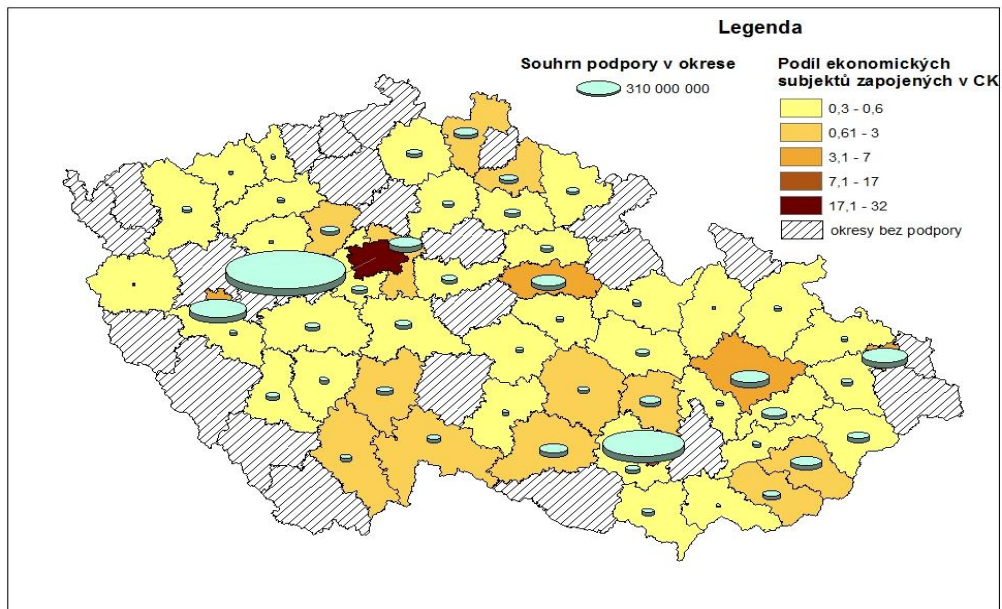 Legenda
Souhrn podpory v okrese
310 000 000
Podíl ekonomických
subjektů zapojených v CK
0,3 - 0,6
0,61 - 3
3,1 - 7
7,1 - 17
17,1 - 32
okresy bez podpory